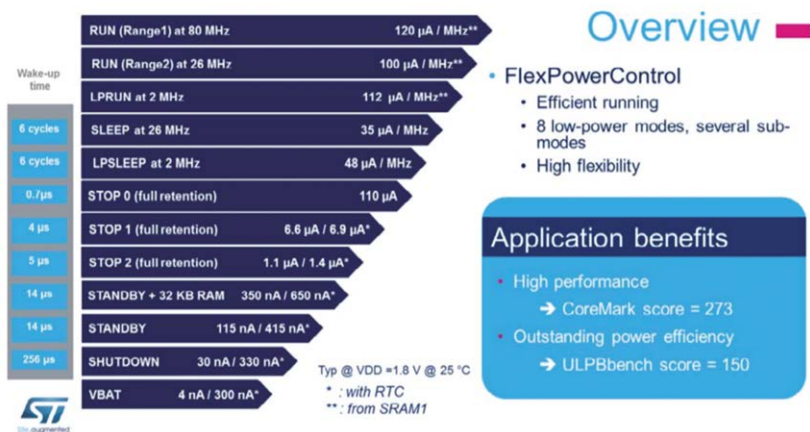 Overview
Wake-up
time
RUN (Range1) at 80 MHz 120 µA / MHz**
RUN (Range2) at 26 MHz 100 µA / MHz**
LPRUN at 2 MHz 112 µA / MHz**
6 cycles SLEEP at 26 MHz 35 µA / MHz
6 cycles LPSLEEP at 2 MHz 48 µA / MHz
0.7µs STOP 0 (full retention) 110 µA
4 µs STOP 1 (full retention) 6.6 µA / 6.9 µA*
5 µs STOP 2 (full retention) 1.1 µA / 1.4 µA*
14 µs STANDBY + 32 KB RAM 350 nA / 650 nA*
14 µs STANDBY 115 nA / 415 nA*
256 µs SHUTDOWN 30 nA / 330 nA*
VBAT 4 nA / 300 nA*
Typ @ VDD =1.8 V @ 25 °C
* : with RTC
** : from SRAM1
• FlexPowerControl
• Efficient running
• 8 low-power modes, several sub-
modes
• High flexibility
Application benefits
• High performance
➔ CoreMark score = 273
• Outstanding power efficiency
➔ ULPBbench score = 150
ST
life.augmented